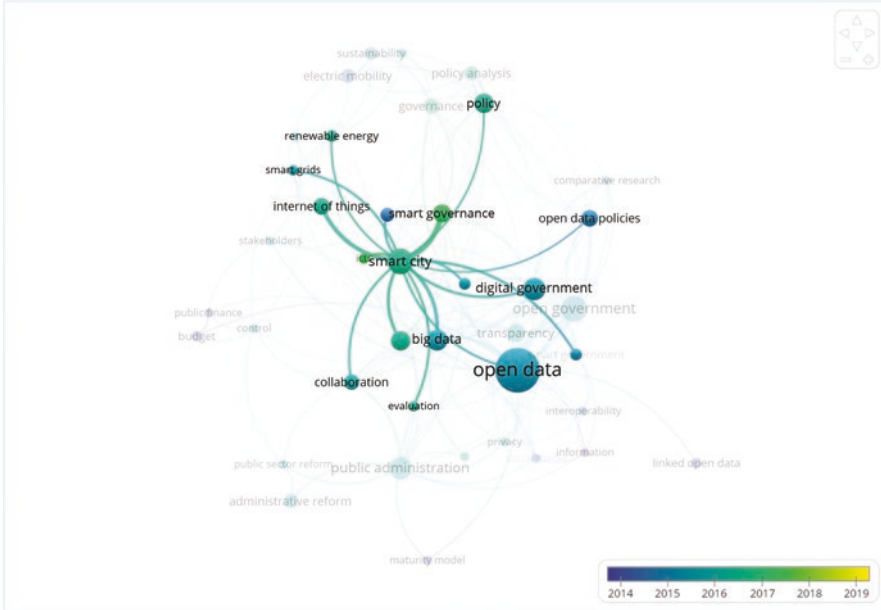 sustainability
electric mobility
policy analysis
governance
policy
renewable energy
smart grids
comparative research
internet of things
smart governance
open data policies
stakeholders
smart city
digital government
open government
public finance
budget
control
transparency
big data
smart government
open data
collaboration
evaluation
interoperability
privacy
information
public sector reform
public administration
linked open data
administrative reform
maturity model
2014 2015 2016 2017 2018 2019